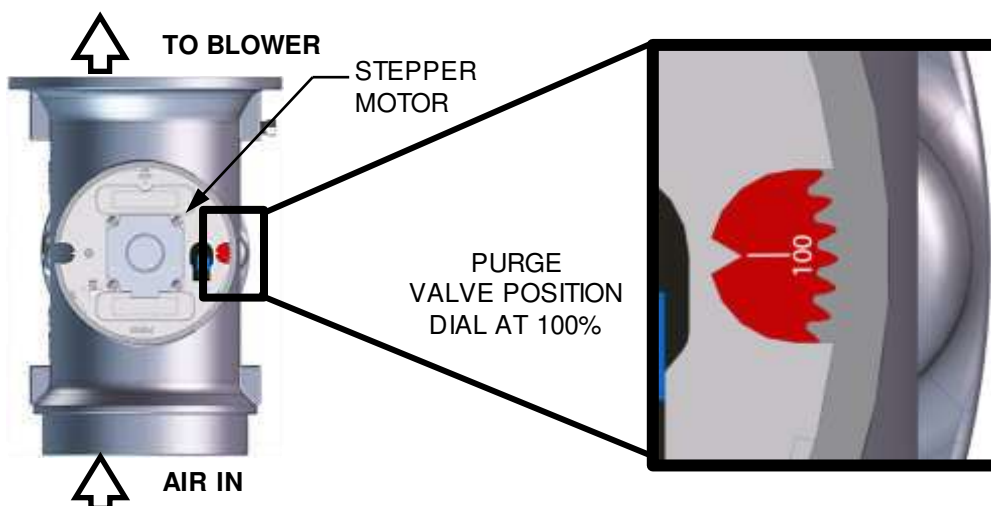 TO BLOWER
STEPPER
MOTOR
PURGE
VALVE POSITION
DIAL AT 100%
100
AIR IN